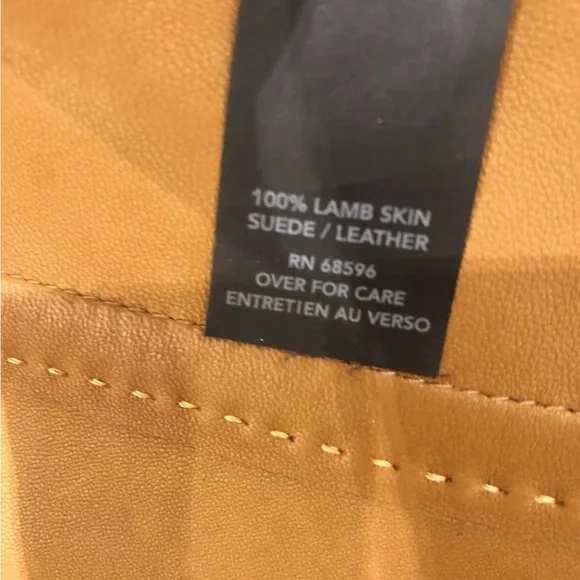 100% LAMB SKIN
SUEDE / LEATHER
RN 68596
OVER FOR CARE
ENTRETIEN AU VERSO